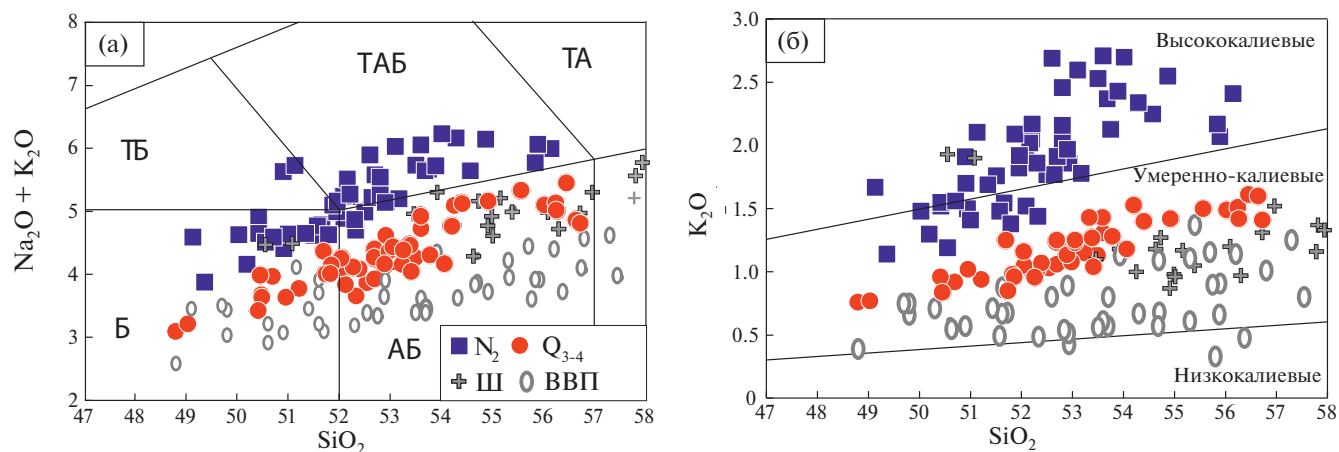 (а)
ТАБ
ТА
ТБ
Б
АБ
N2
Q3-4
Ш
ВВП
Na2O + K2O
8
7
6
5
4
3
2
47 48 49 50 51 52 53 54 55 56 57 58
SiO2
(б)
Высококалиевые
Умеренно-калиевые
Низкокалиевые
K2O
3.0
2.5
2.0
1.5
1.0
0.5
0
47 48 49 50 51 52 53 54 55 56 57 58
SiO2